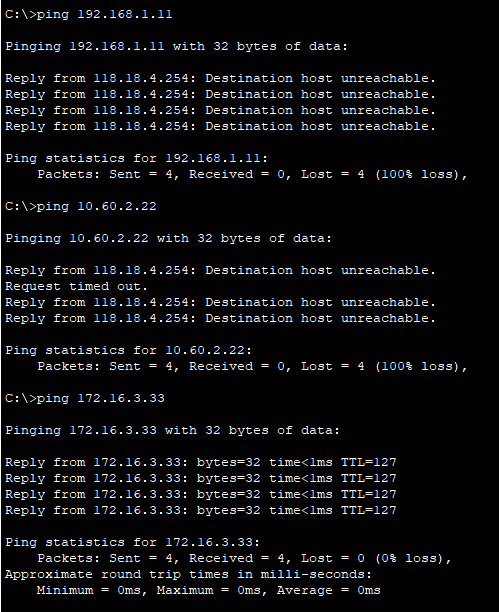 C:\>ping 192.168.1.11
Pinging 192.168.1.11 with 32 bytes of data:
Reply from 118.18.4.254: Destination host unreachable.
Reply from 118.18.4.254: Destination host unreachable.
Reply from 118.18.4.254: Destination host unreachable.
Reply from 118.18.4.254: Destination host unreachable.
Ping statistics for 192.168.1.11:
    Packets: Sent = 4, Received = 0, Lost = 4 (100% loss),
C:\>ping 10.60.2.22
Pinging 10.60.2.22 with 32 bytes of data:
Reply from 118.18.4.254: Destination host unreachable.
Request timed out.
Reply from 118.18.4.254: Destination host unreachable.
Reply from 118.18.4.254: Destination host unreachable.
Ping statistics for 10.60.2.22:
    Packets: Sent = 4, Received = 0, Lost = 4 (100% loss),
C:\>ping 172.16.3.33
Pinging 172.16.3.33 with 32 bytes of data:
Reply from 172.16.3.33: bytes=32 time<1ms TTL=127
Reply from 172.16.3.33: bytes=32 time<1ms TTL=127
Reply from 172.16.3.33: bytes=32 time<1ms TTL=127
Reply from 172.16.3.33: bytes=32 time<1ms TTL=127
Ping statistics for 172.16.3.33:
    Packets: Sent = 4, Received = 4, Lost = 0 (0% loss),
Approximate round trip times in milli-seconds:
    Minimum = 0ms, Maximum = 0ms, Average = 0ms